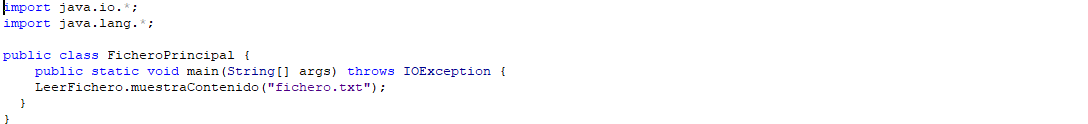 import java.io.*;
import java.lang.*;
public class FicheroPrincipal {
public static void main(String[] args) throws IOException {
LeerFichero.muestraContenido("fichero.txt");
}
}